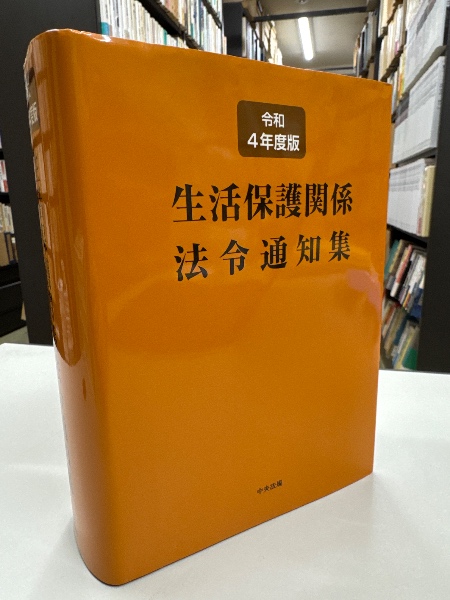 令和
4年度版
生活保護関係
法令通知集
中央法規